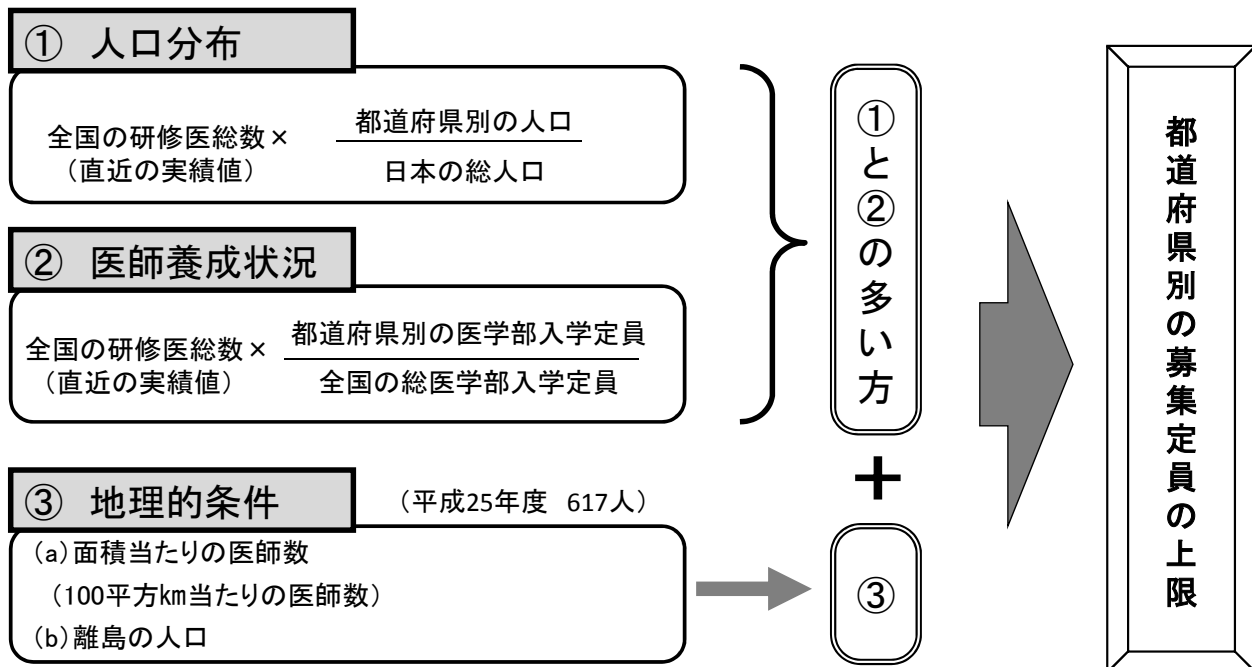 ① 人口分布
全国の研修医総数×
（直近の実績値）
都道府県別の人口
日本の総人口
② 医師養成状況
全国の研修医総数×
（直近の実績値）
都道府県別の医学部入学定員
全国の総医学部入学定員
①と②の多い方
＋
③ 地理的条件
（平成25年度 617人）
(a)面積当たりの医師数
（100平方㎞当たりの医師数）
(b)離島の人口
③
都道府県別の募集定員の上限